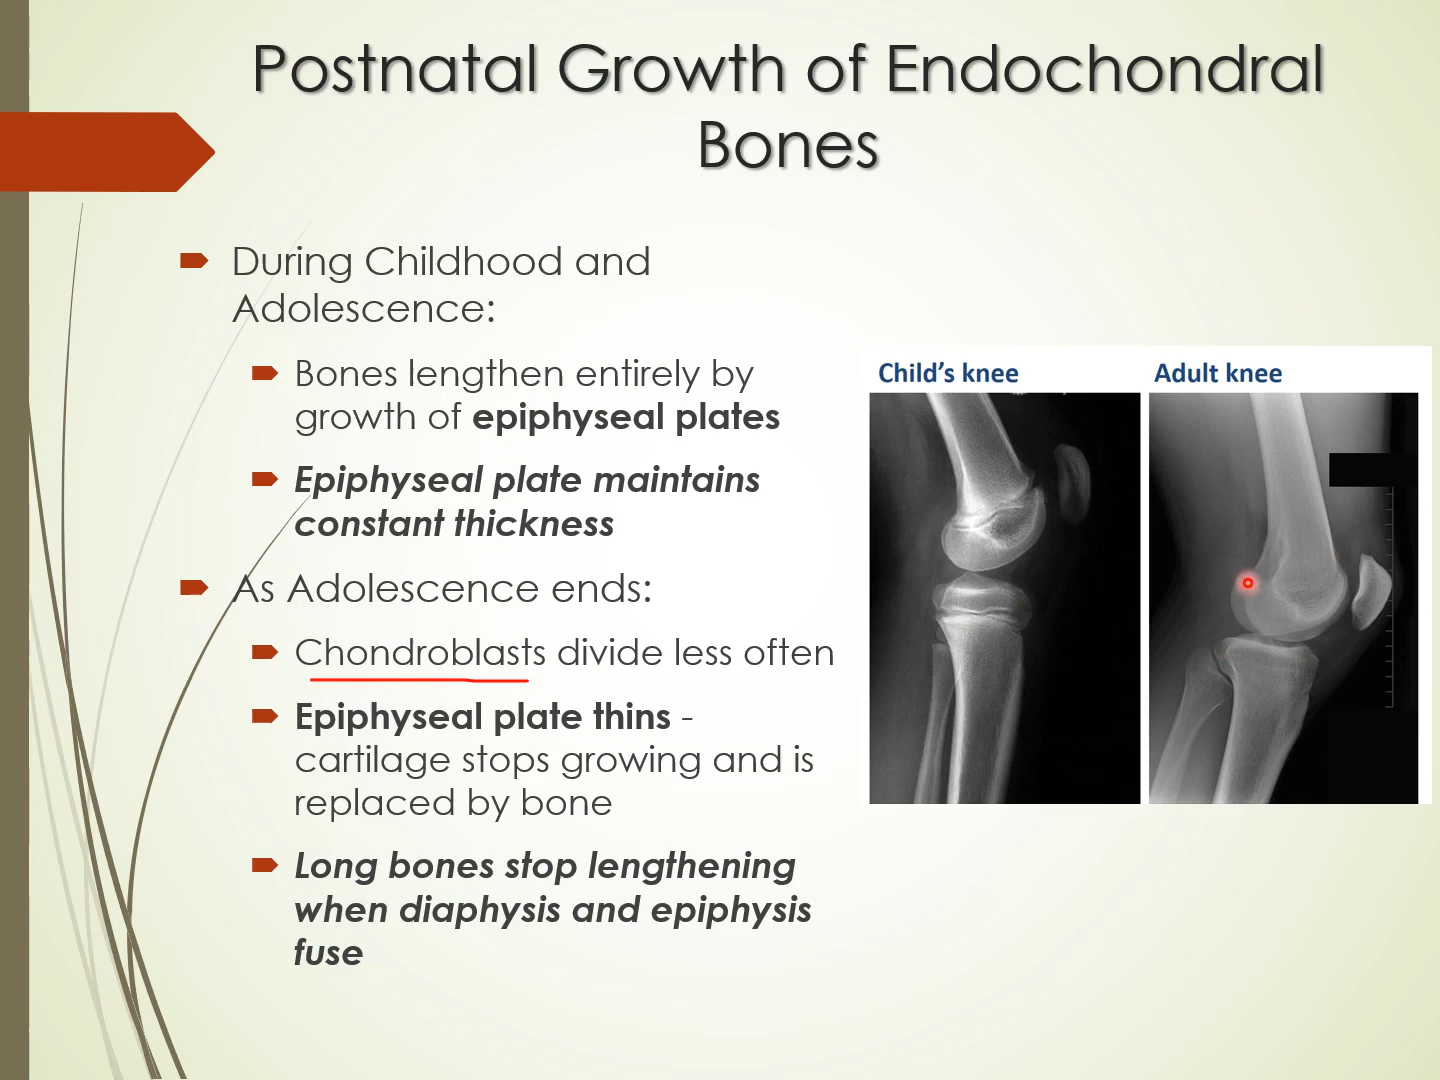 Postnatal Growth of Endochondral
Bones
During Childhood and
Adolescence:
Bones lengthen entirely by
growth of epiphyseal plates
Epiphyseal plate maintains
constant thickness
As Adolescence ends:
Chondroblasts divide less often
Epiphyseal plate thins -
cartilage stops growing and is
replaced by bone
Long bones stop lengthening
when diaphysis and epiphysis
fuse
Child's knee
Adult knee